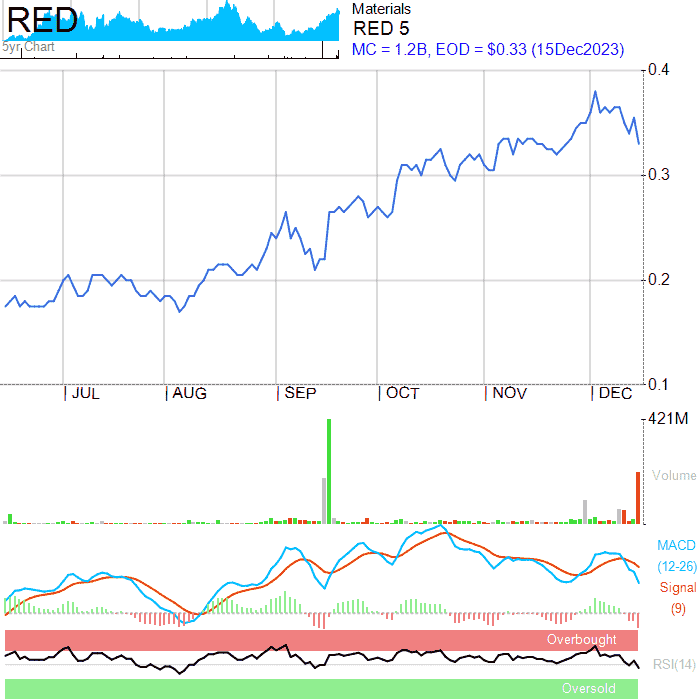 RED
5yr Chart
Materials
RED 5
MC = 1.2B, EOD = $0.33 (15Dec2023)
0.4
0.3
0.2
0.1
JUL AUG SEP OCT NOV DEC
421M
Volume
MACD
(12-26)
Signal
(9)
Overbought
RSI(14)
Oversold